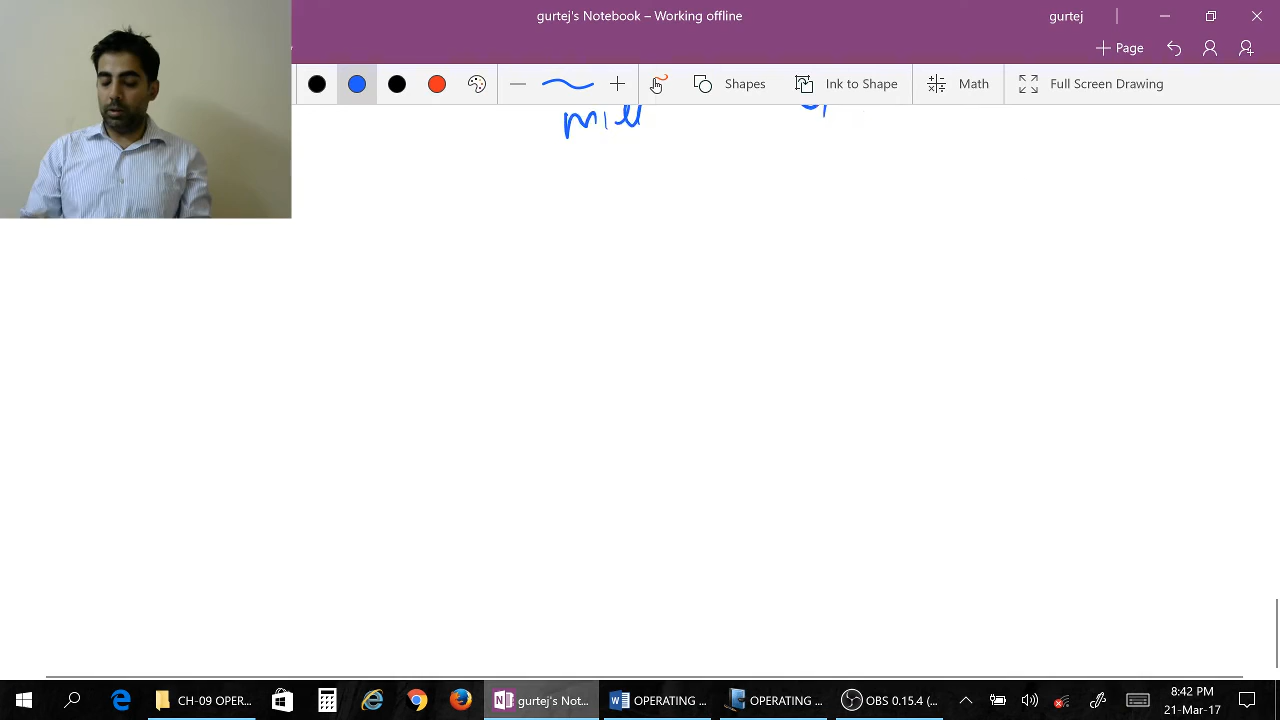 gurtej's Notebook – Working offline
gurtej
Page
Shapes
Ink to Shape
Math
Full Screen Drawing
mill
CH-09 OPER...
gurtej's Not...
OPERATING ...
OPERATING ...
OBS 0.15.4 (...
8:42 PM
21-Mar-17